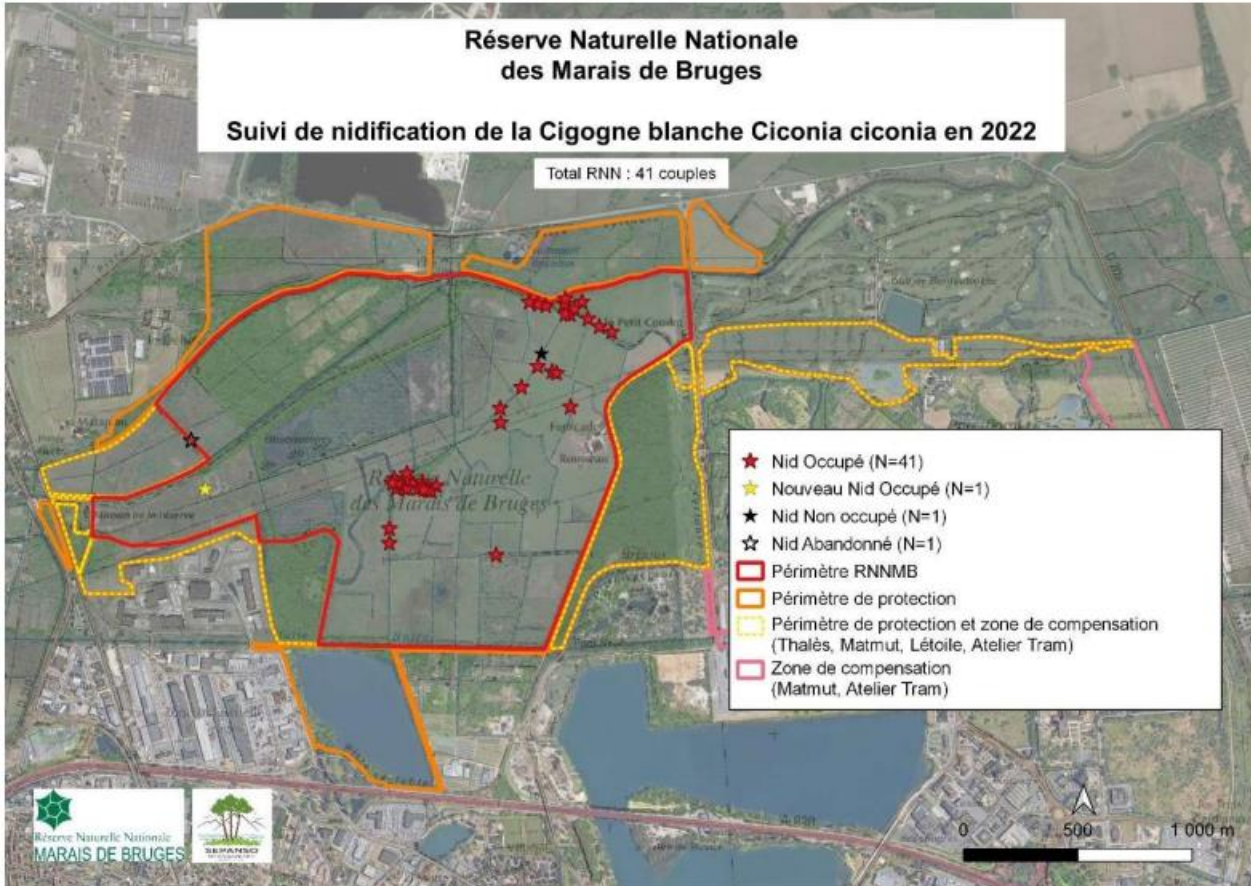 Réserve Naturelle Nationale
des Marais de Bruges
Suivi de nidification de la Cigogne blanche Ciconia ciconia en 2022
Total RNN : 41 couples
le Petit Conseil
Réserve Naturelle
des Marais de Bruges
Nid Occupé (N=41)
Nouveau Nid Occupé (N=1)
Nid Non occupé (N=1)
Nid Abandonné (N=1)
Périmètre RNNMB
Périmètre de protection
Périmètre de protection et zone de compensation
(Thalès, Matmut, Létoile, Atelier Tram)
Zone de compensation
(Matmut, Atelier Tram)
0 500 1 000 m
Réserve Naturelle Nationale
MARAIS DE BRUGES
SEPANSO